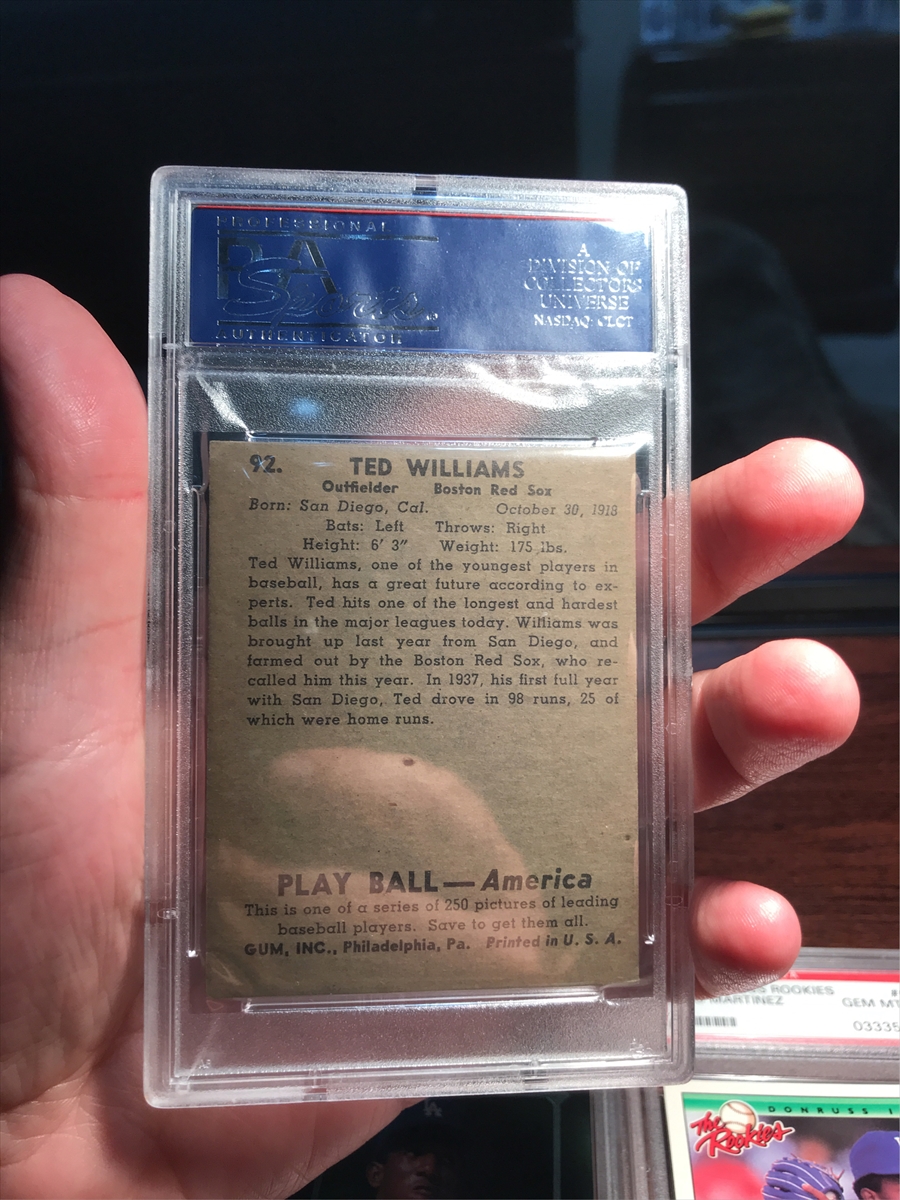 PROFESSIONAL
PSA
Sports
AUTHENTICATOR
A
DIVISION OF
COLLECTORS
UNIVERSE
NASDAQ: CLCT
92. TED WILLIAMS
Outfielder Boston Red Sox
Born: San Diego, Cal. October 30, 1918
Bats: Left Throws: Right
Height: 6' 3" Weight: 175 lbs.
Ted Williams, one of the youngest players in
baseball, has a great future according to ex-
perts. Ted hits one of the longest and hardest
balls in the major leagues today. Williams was
brought up last year from San Diego, and
farmed out by the Boston Red Sox, who re-
called him this year. In 1937, his first full year
with San Diego, Ted drove in 98 runs, 25 of
which were home runs.
PLAY BALL — America
This is one of a series of 250 pictures of leading
baseball players. Save to get them all.
GUM, INC., Philadelphia, Pa. Printed in U. S. A.
ROOKIES #
MARTINEZ GEM MT
03335
DONRUSS
The Rookies
LA